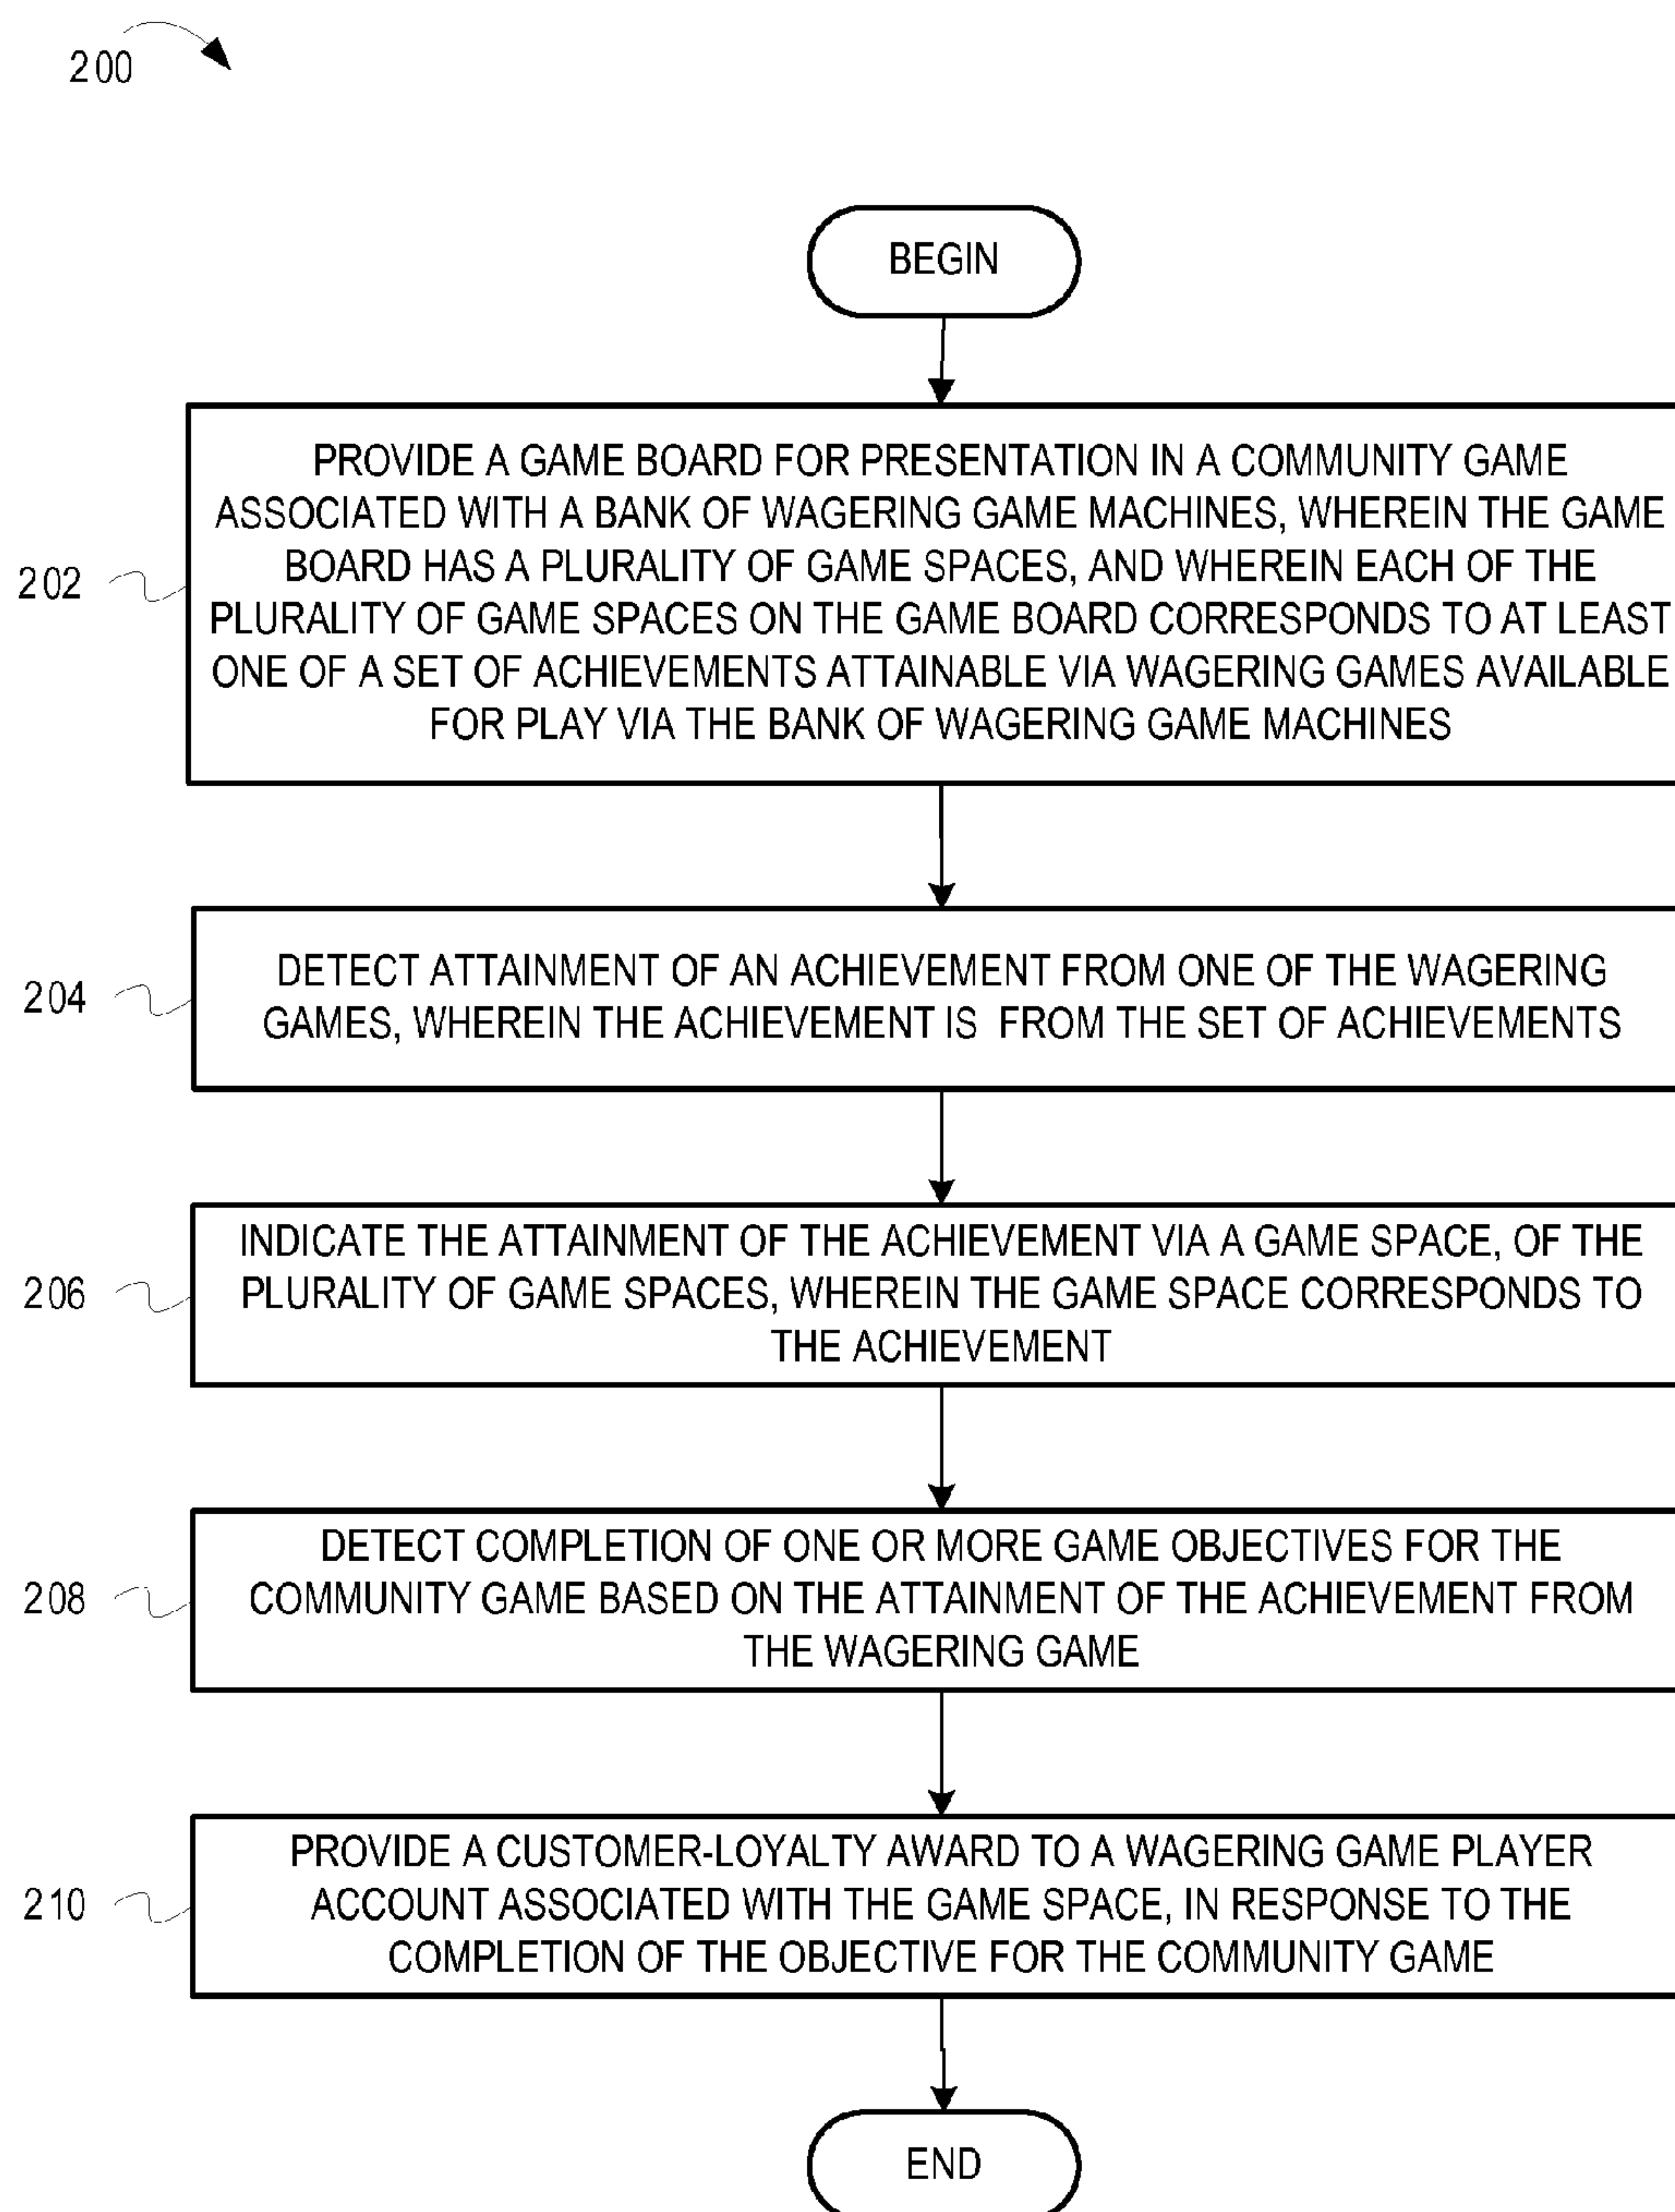 200
BEGIN
202
PROVIDE A GAME BOARD FOR PRESENTATION IN A COMMUNITY GAME
ASSOCIATED WITH A BANK OF WAGERING GAME MACHINES, WHEREIN THE GAME
BOARD HAS A PLURALITY OF GAME SPACES, AND WHEREIN EACH OF THE
PLURALITY OF GAME SPACES ON THE GAME BOARD CORRESPONDS TO AT LEAST
ONE OF A SET OF ACHIEVEMENTS ATTAINABLE VIA WAGERING GAMES AVAILABLE
FOR PLAY VIA THE BANK OF WAGERING GAME MACHINES
204
DETECT ATTAINMENT OF AN ACHIEVEMENT FROM ONE OF THE WAGERING
GAMES, WHEREIN THE ACHIEVEMENT IS FROM THE SET OF ACHIEVEMENTS
206
INDICATE THE ATTAINMENT OF THE ACHIEVEMENT VIA A GAME SPACE, OF THE
PLURALITY OF GAME SPACES, WHEREIN THE GAME SPACE CORRESPONDS TO
THE ACHIEVEMENT
208
DETECT COMPLETION OF ONE OR MORE GAME OBJECTIVES FOR THE
COMMUNITY GAME BASED ON THE ATTAINMENT OF THE ACHIEVEMENT FROM
THE WAGERING GAME
210
PROVIDE A CUSTOMER-LOYALTY AWARD TO A WAGERING GAME PLAYER
ACCOUNT ASSOCIATED WITH THE GAME SPACE, IN RESPONSE TO THE
COMPLETION OF THE OBJECTIVE FOR THE COMMUNITY GAME
END